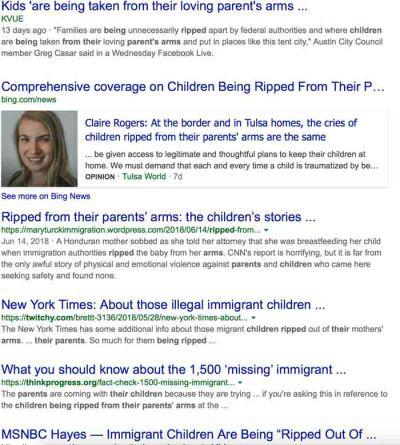 Kids 'are being taken from their loving parent's arms ...
KVUE
13 days ago · "Families are being unnecessarily ripped apart by federal authorities and where children
are being taken from their loving parent's arms and put in places like this tent city," Austin City Council
member Greg Casar said in a Wednesday Facebook Live.
Comprehensive coverage on Children Being Ripped From Their P...
bing.com/news
Claire Rogers: At the border and in Tulsa homes, the cries of
children ripped from their parents' arms are the same
... be given access to legitimate and thoughtful plans to keep their children at
home. We must demand that each and every time a child is traumatized by be...
OPINION · Tulsa World · 7d
See more on Bing News
Ripped from their parents' arms: the children's stories ...
https://maryturckimmigration.wordpress.com/2018/06/14/ripped-from...
Jun 14, 2018 · A Honduran mother sobbed as she told her attorney that she was breastfeeding her child
when immigration authorities ripped the baby from her arms. CNN's report is horrifying, but it is far from
the only awful story of physical and emotional violence against parents and children who came here
seeking safety and found none.
New York Times: About those illegal immigrant children ...
https://twitchy.com/brettt-3136/2018/05/28/new-york-times-about...
The New York Times has some additional info about those migrant children ripped out of their mothers'
arms. ... their parents. So much for them being ripped ...
What you should know about the 1,500 'missing' immigrant ...
https://thinkprogress.org/fact-check-1500-missing-immigrant...
The parents are coming with their children because they are trying ... if you're asking this in reference to
the children being ripped from their parents' arms at the ...
MSNBC Hayes — Immigrant Children Are Being "Ripped Out Of ...